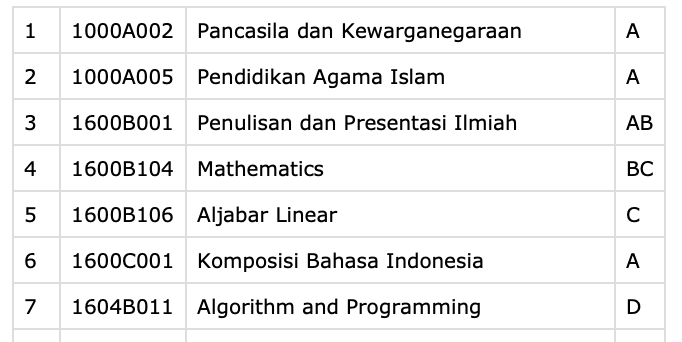 1 1000A002 Pancasila dan Kewarganegaraan A
2 1000A005 Pendidikan Agama Islam A
3 1600B001 Penulisan dan Presentasi Ilmiah AB
4 1600B104 Mathematics BC
5 1600B106 Aljabar Linear C
6 1600C001 Komposisi Bahasa Indonesia A
7 1604B011 Algorithm and Programming D